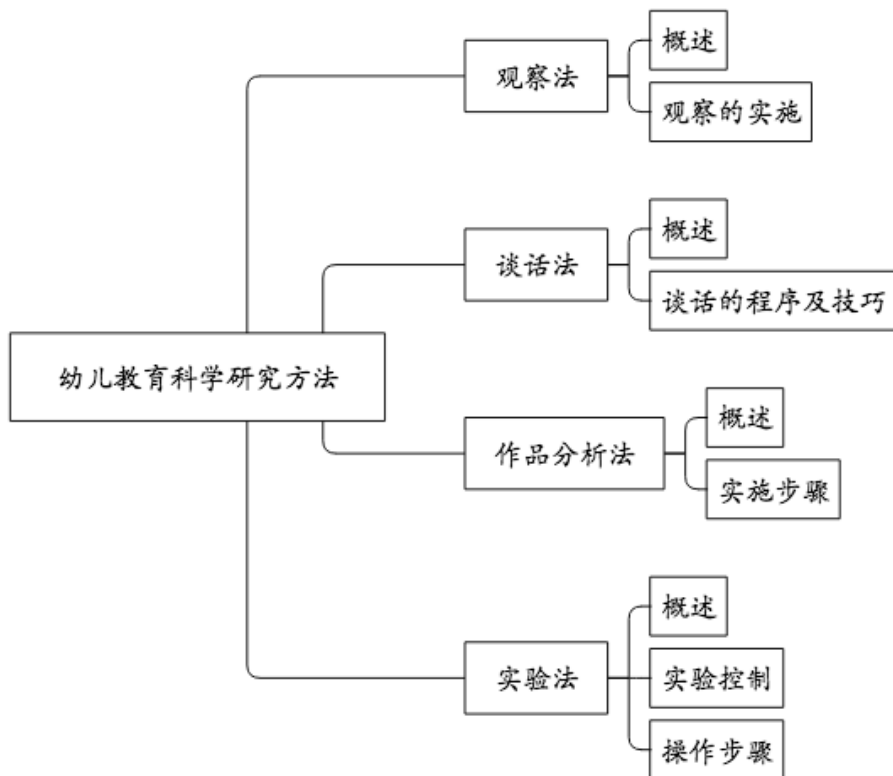 幼儿教育科学研究方法
观察法
概述
观察的实施
谈话法
概述
谈话的程序及技巧
作品分析法
概述
实施步骤
实验法
概述
实验控制
操作步骤